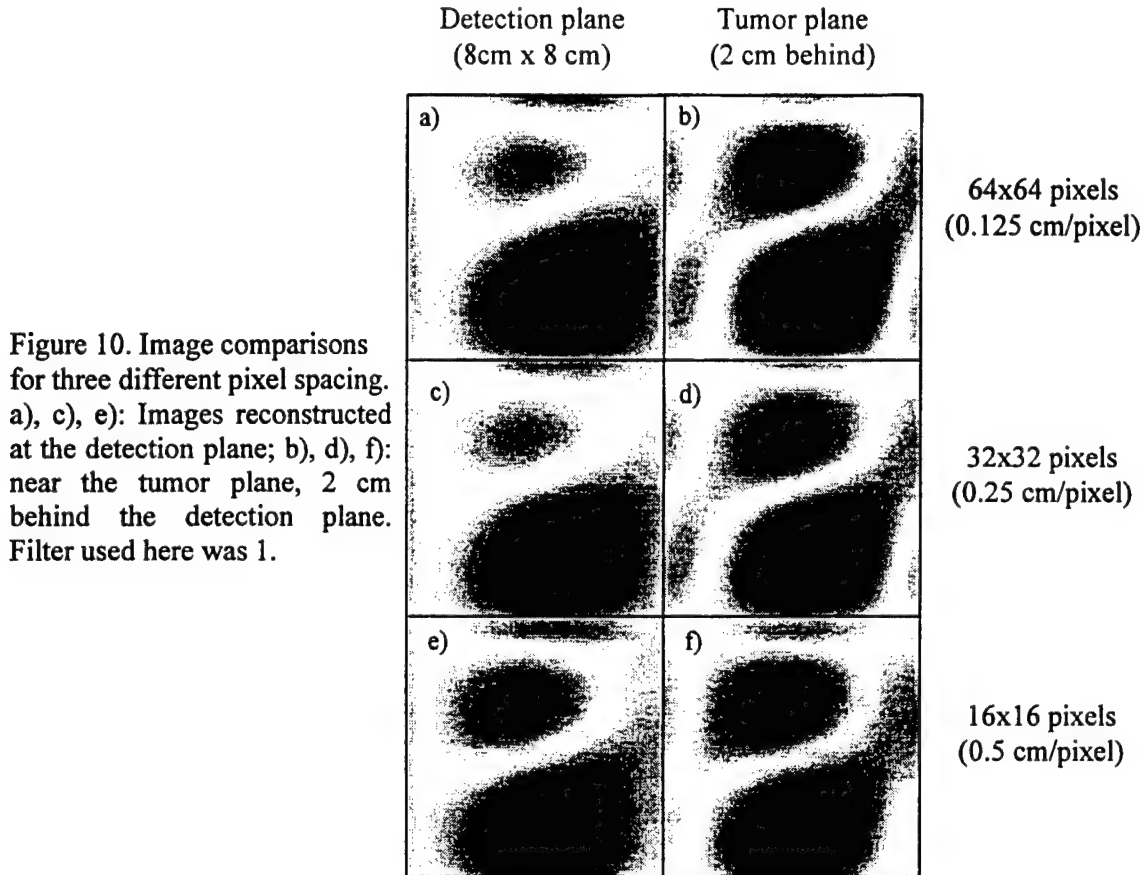 Detection plane
(8cm x 8 cm)
Tumor plane
(2 cm behind)
a)
b)
64x64 pixels
(0.125 cm/pixel)
Figure 10. Image comparisons
for three different pixel spacing.
a), c), e): Images reconstructed
at the detection plane; b), d), f):
near the tumor plane, 2 cm
behind the detection plane.
Filter used here was 1.
c)
d)
32x32 pixels
(0.25 cm/pixel)
e)
f)
16x16 pixels
(0.5 cm/pixel)